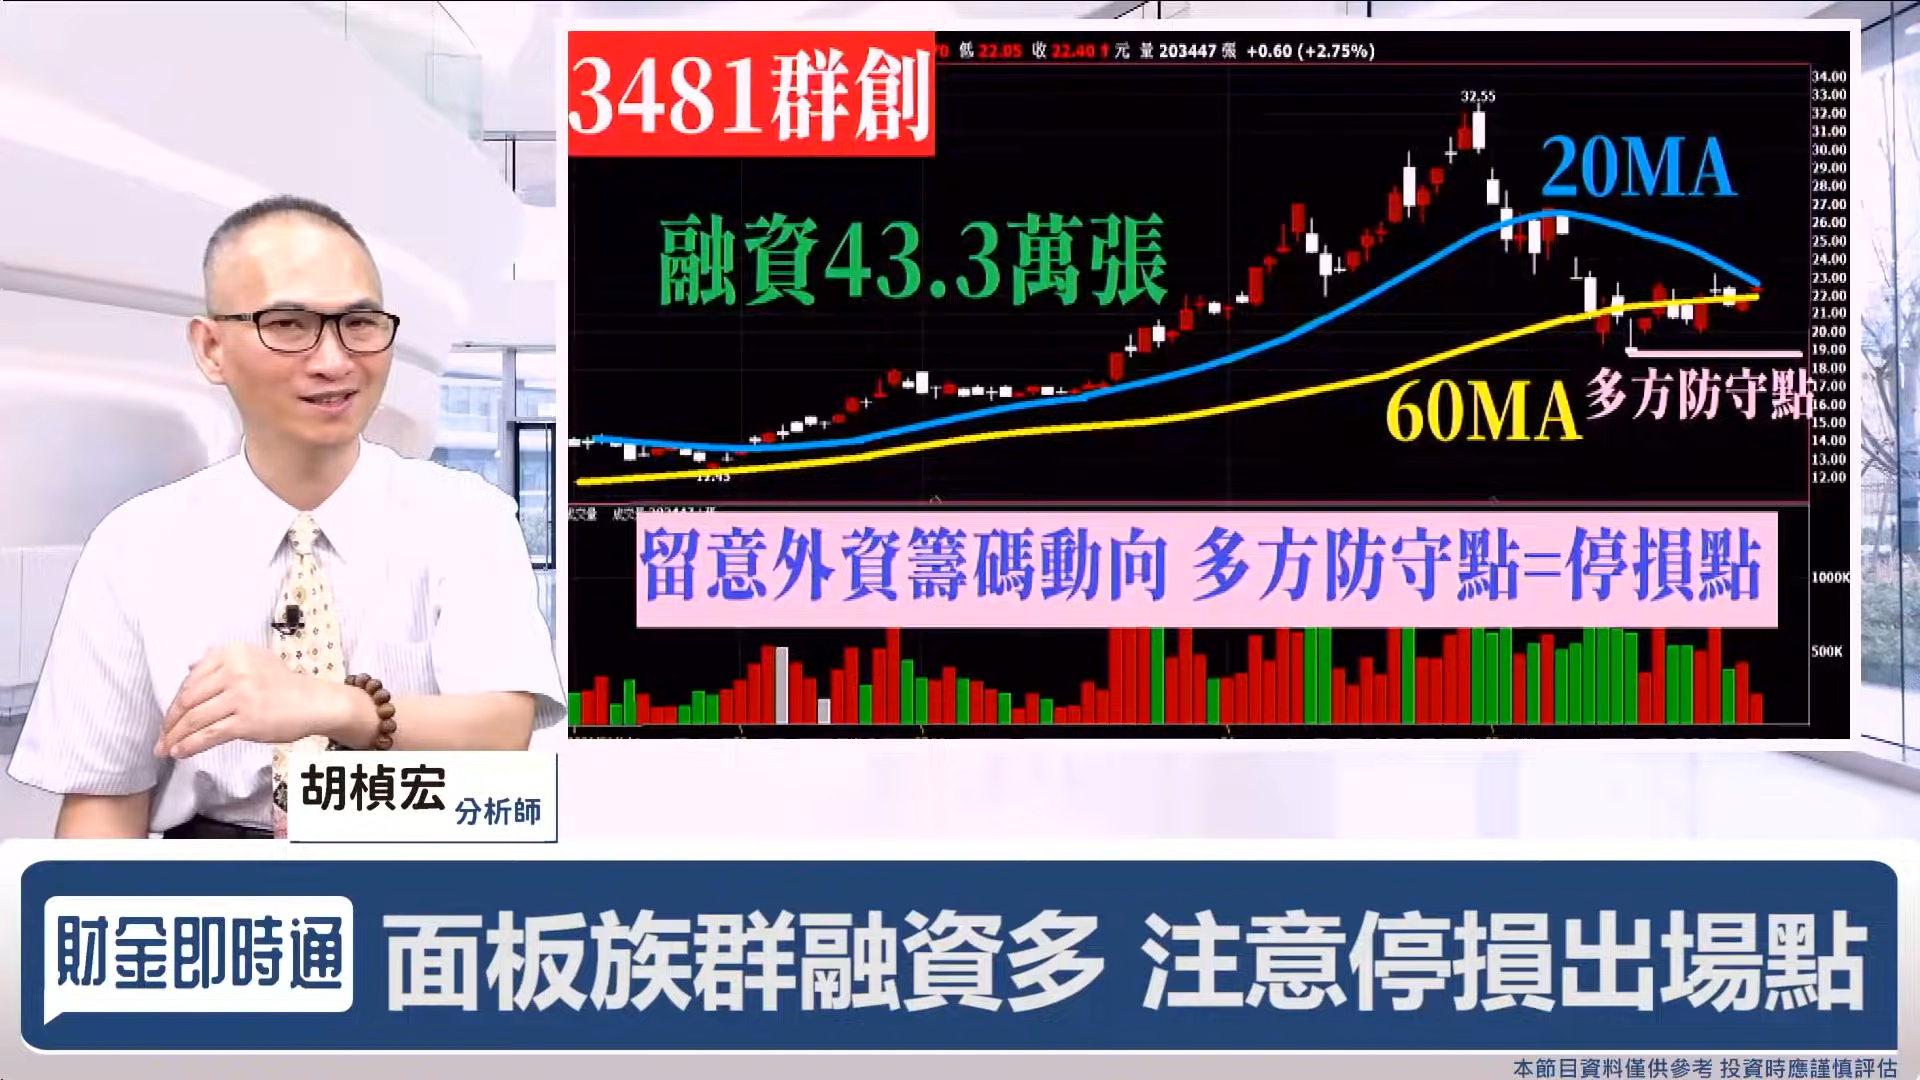 3481群創
低 22.05 收 22.40 元 量 203447 張 +0.60 (+2.75%)
32.55
20MA
融資43.3萬張
60MA
多方防守點
12.43
34.00
33.00
32.00
31.00
30.00
29.00
28.00
27.00
26.00
25.00
24.00
23.00
22.00
21.00
20.00
19.00
18.00
17.00
16.00
15.00
14.00
13.00
12.00
留意外資籌碼動向 多方防守點=停損點
1000K
500K
胡楨宏 分析師
財金即時通
面板族群融資多 注意停損出場點
本節目資料僅供參考 投資時應謹慎評估